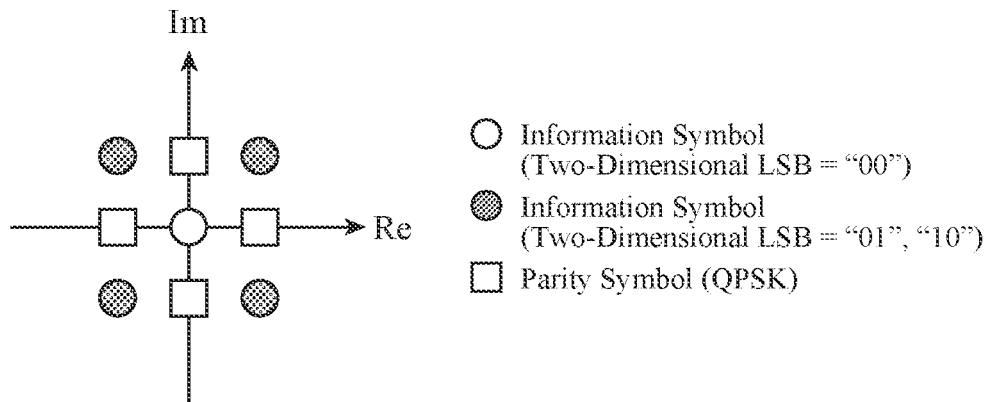 Im
Re
Information Symbol
(Two-Dimensional LSB = "00")
Information Symbol
(Two-Dimensional LSB = "01", "10")
Parity Symbol (QPSK)